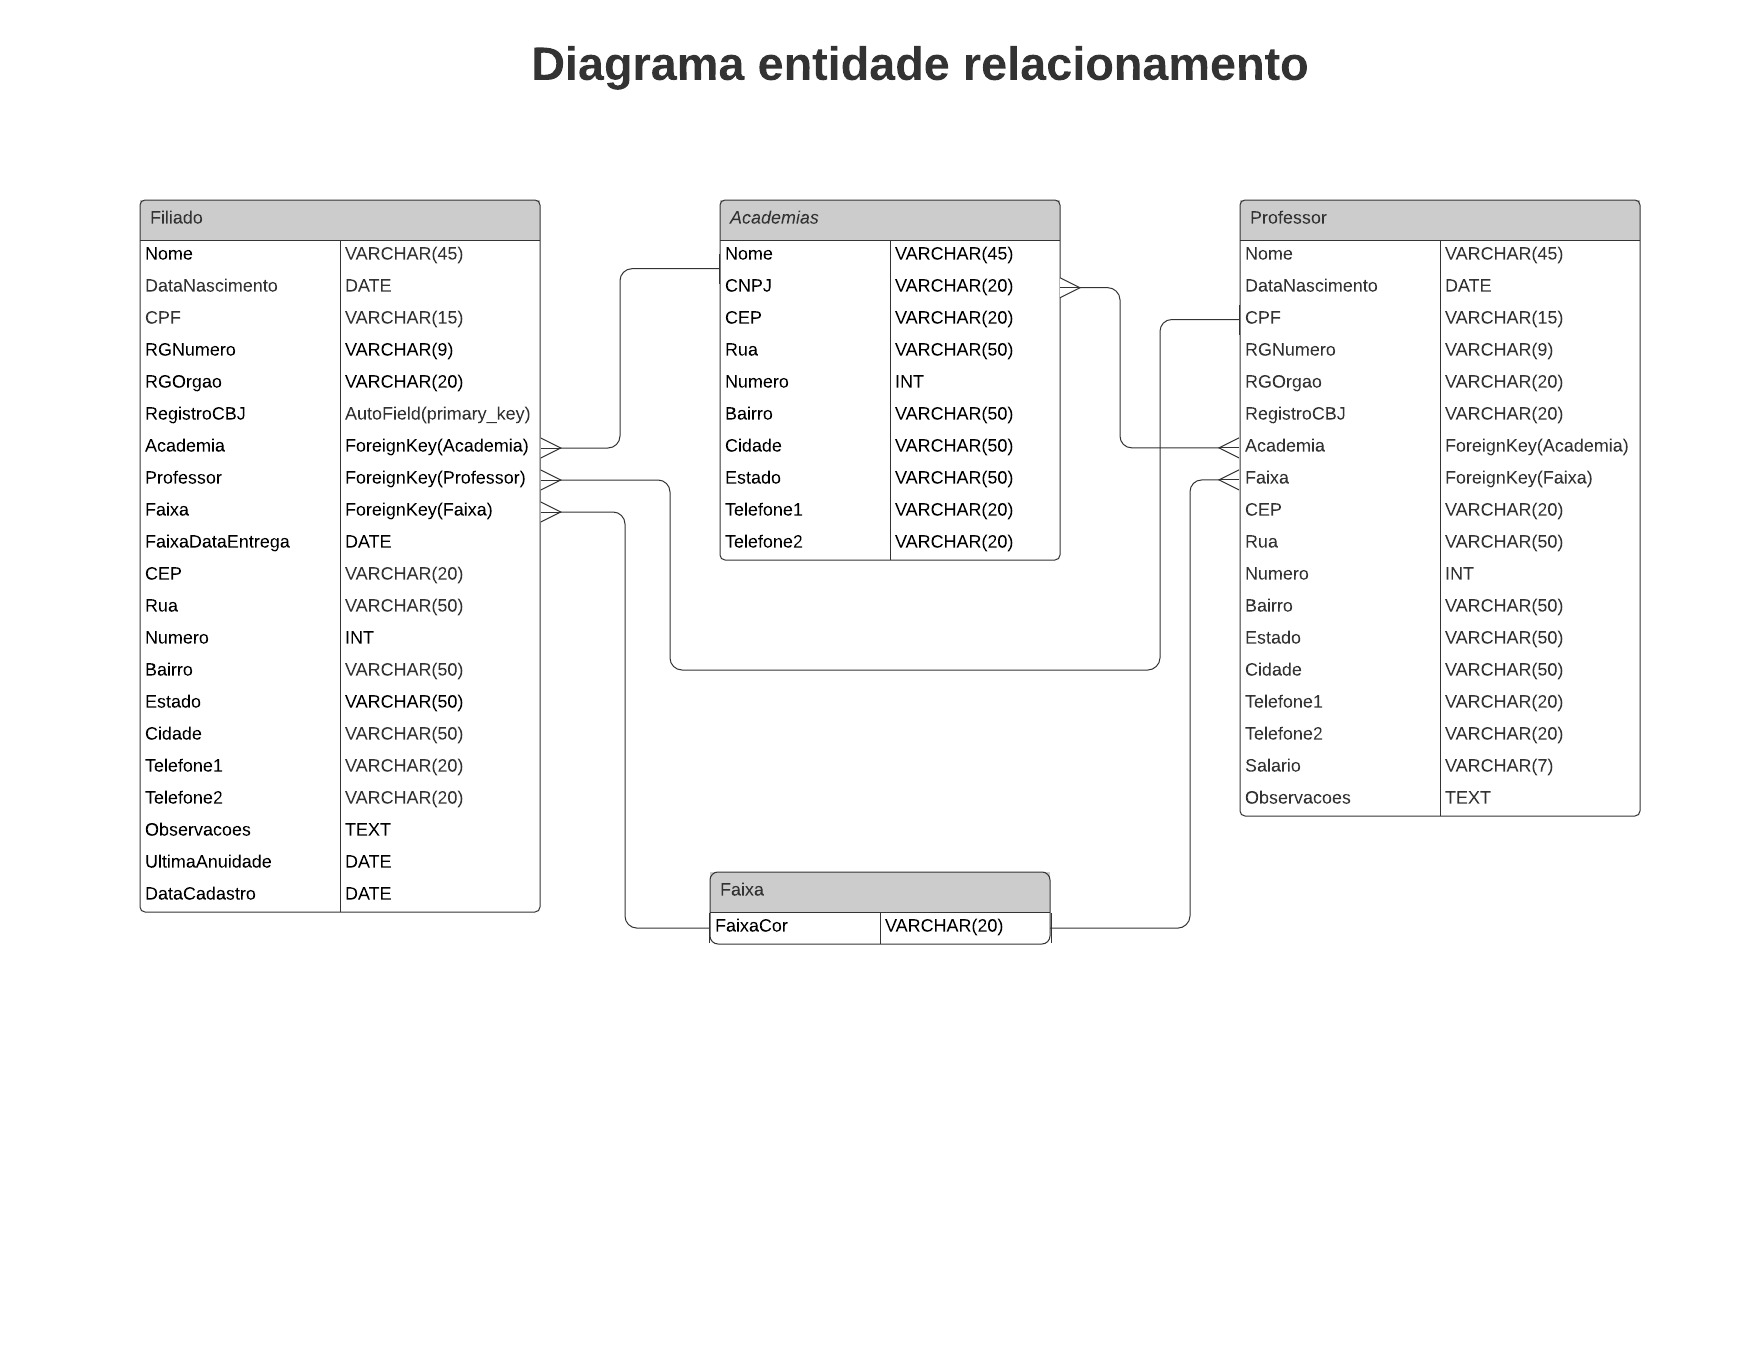 Diagrama entidade relacionamento
Filiado
Nome VARCHAR(45)
DataNascimento DATE
CPF VARCHAR(15)
RGNumero VARCHAR(9)
RGOrgao VARCHAR(20)
RegistroCBJ AutoField(primary_key)
Academia ForeignKey(Academia)
Professor ForeignKey(Professor)
Faixa ForeignKey(Faixa)
FaixaDataEntrega DATE
CEP VARCHAR(20)
Rua VARCHAR(50)
Numero INT
Bairro VARCHAR(50)
Estado VARCHAR(50)
Cidade VARCHAR(50)
Telefone1 VARCHAR(20)
Telefone2 VARCHAR(20)
Observacoes TEXT
UltimaAnuidade DATE
DataCadastro DATE
Academias
Nome VARCHAR(45)
CNPJ VARCHAR(20)
CEP VARCHAR(20)
Rua VARCHAR(50)
Numero INT
Bairro VARCHAR(50)
Cidade VARCHAR(50)
Estado VARCHAR(50)
Telefone1 VARCHAR(20)
Telefone2 VARCHAR(20)
Professor
Nome VARCHAR(45)
DataNascimento DATE
CPF VARCHAR(15)
RGNumero VARCHAR(9)
RGOrgao VARCHAR(20)
RegistroCBJ VARCHAR(20)
Academia ForeignKey(Academia)
Faixa ForeignKey(Faixa)
CEP VARCHAR(20)
Rua VARCHAR(50)
Numero INT
Bairro VARCHAR(50)
Estado VARCHAR(50)
Cidade VARCHAR(50)
Telefone1 VARCHAR(20)
Telefone2 VARCHAR(20)
Salario VARCHAR(7)
Observacoes TEXT
Faixa
FaixaCor VARCHAR(20)